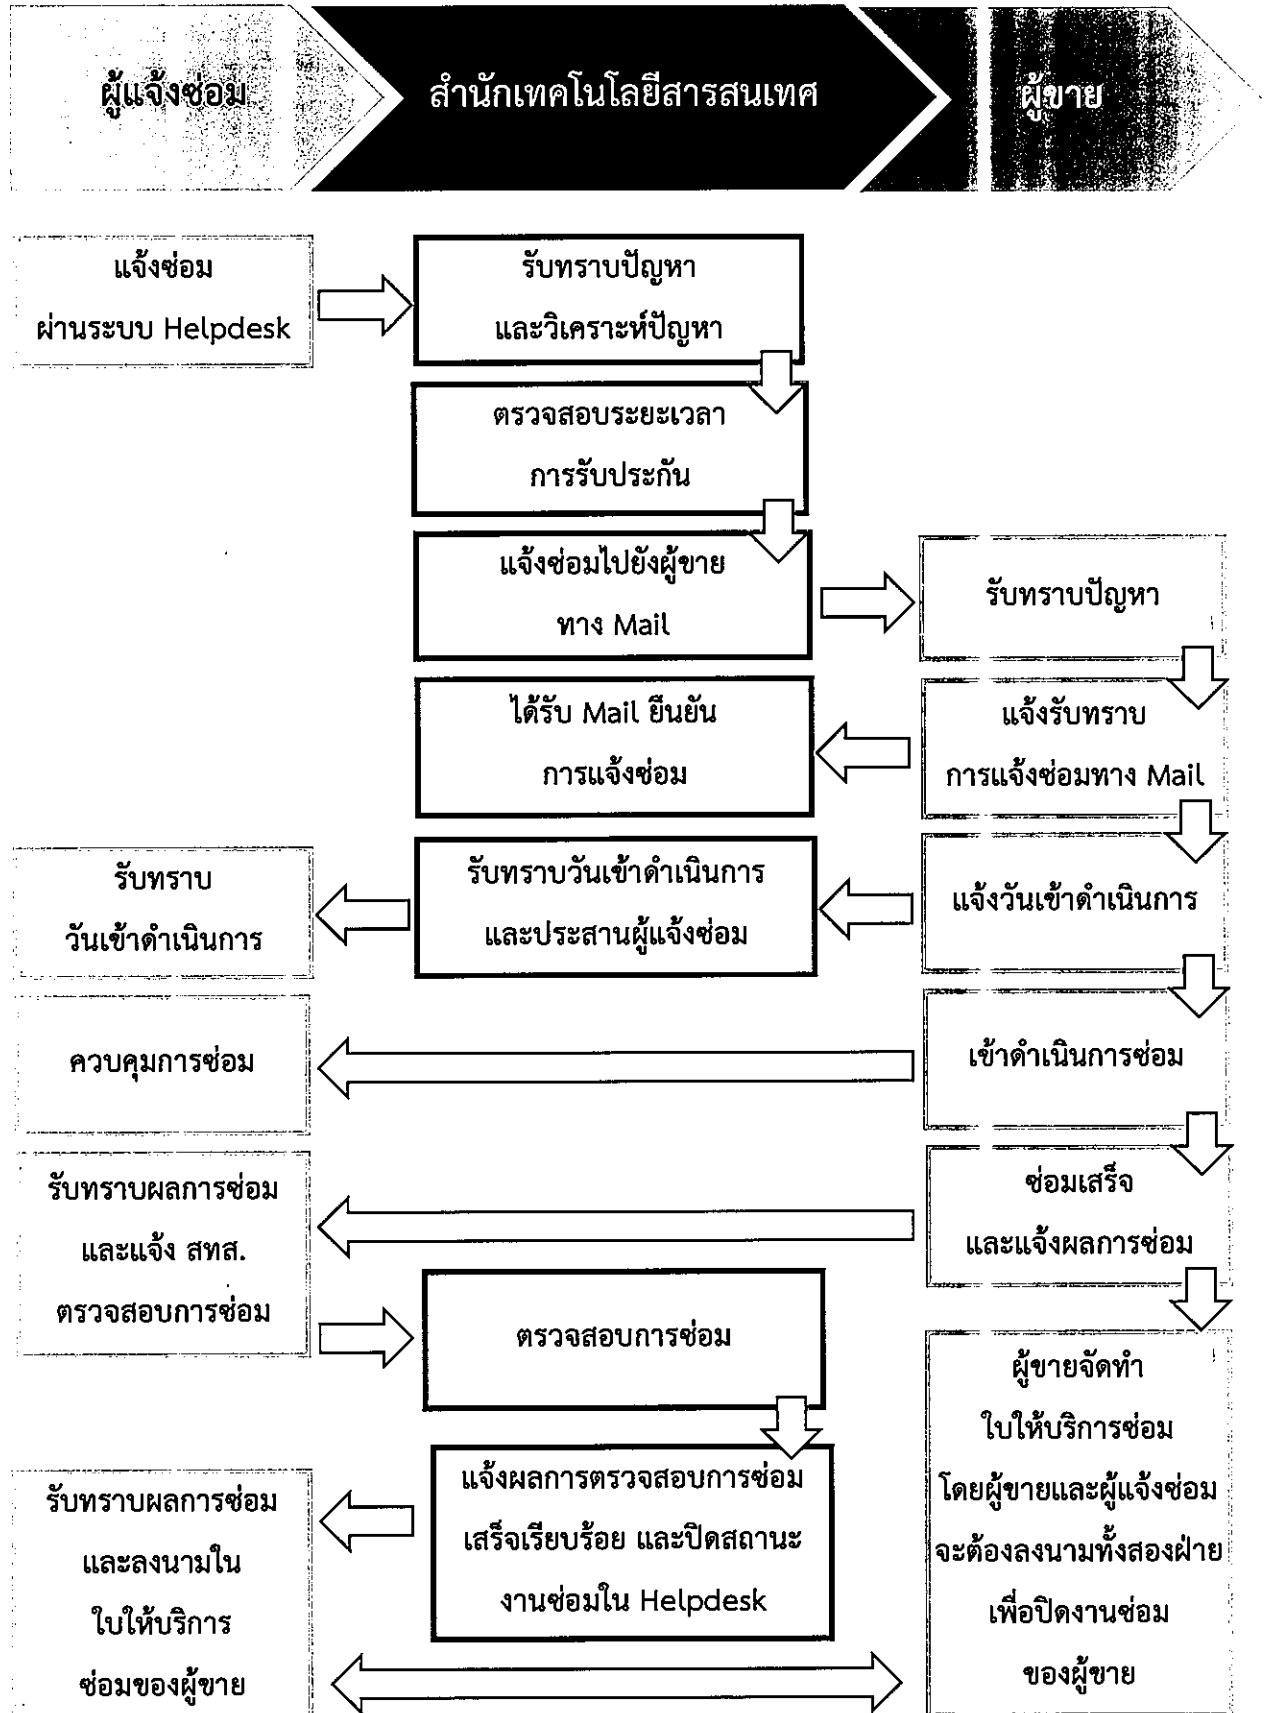 ผู้แจ้งซ่อม
สำนักเทคโนโลยีสารสนเทศ
ผู้ขาย
แจ้งซ่อม
ผ่านระบบ Helpdesk
รับทราบปัญหา
และวิเคราะห์ปัญหา
ตรวจสอบระยะเวลา
การรับประกัน
แจ้งซ่อมไปยังผู้ขาย
ทาง Mail
รับทราบปัญหา
ได้รับ Mail ยืนยัน
การแจ้งซ่อม
แจ้งรับทราบ
การแจ้งซ่อมทาง Mail
รับทราบ
วันเข้าดำเนินการ
รับทราบวันเข้าดำเนินการ
และประสานผู้แจ้งซ่อม
แจ้งวันเข้าดำเนินการ
ควบคุมการซ่อม
เข้าดำเนินการซ่อม
รับทราบผลการซ่อม
และแจ้ง สทส.
ตรวจสอบการซ่อม
ซ่อมเสร็จ
และแจ้งผลการซ่อม
ตรวจสอบการซ่อม
ผู้ขายจัดทำ
ใบให้บริการซ่อม
โดยผู้ขายและผู้แจ้งซ่อม
จะต้องลงนามทั้งสองฝ่าย
เพื่อปิดงานซ่อม
ของผู้ขาย
แจ้งผลการตรวจสอบการซ่อม
เสร็จเรียบร้อย และปิดสถานะ
งานซ่อมใน Helpdesk
รับทราบผลการซ่อม
และลงนามใน
ใบให้บริการ
ซ่อมของผู้ขาย